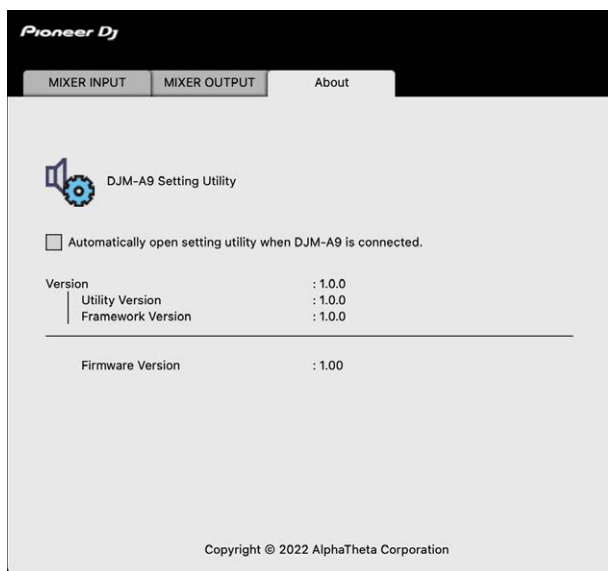 Pioneer Dj
MIXER INPUT MIXER OUTPUT About
DJM-A9 Setting Utility
Automatically open setting utility when DJM-A9 is connected.
Version : 1.0.0
Utility Version : 1.0.0
Framework Version : 1.0.0
Firmware Version : 1.00
Copyright © 2022 AlphaTheta Corporation